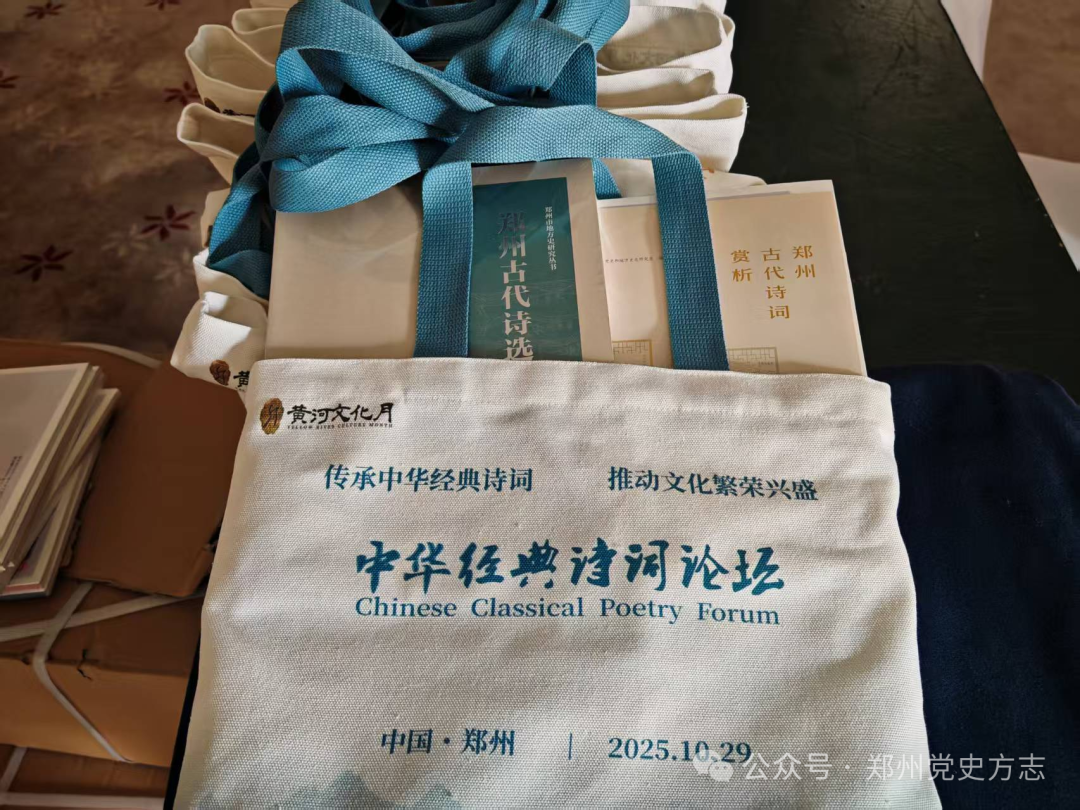 郑州市地方史研究丛书
郑州古代诗选
郑州
古代诗词
赏析
黄
黄河文化月
YELLOW RIVER CULTURE MONTH
传承中华经典诗词 推动文化繁荣兴盛
中华经典诗词论坛
Chinese Classical Poetry Forum
中国·郑州 | 2025.10.29
公众号·郑州党史方志